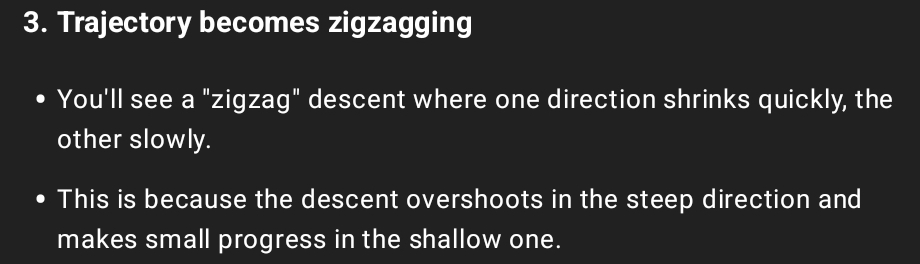 3. Trajectory becomes zigzagging
• You'll see a "zigzag" descent where one direction shrinks quickly, the
other slowly.
• This is because the descent overshoots in the steep direction and
makes small progress in the shallow one.